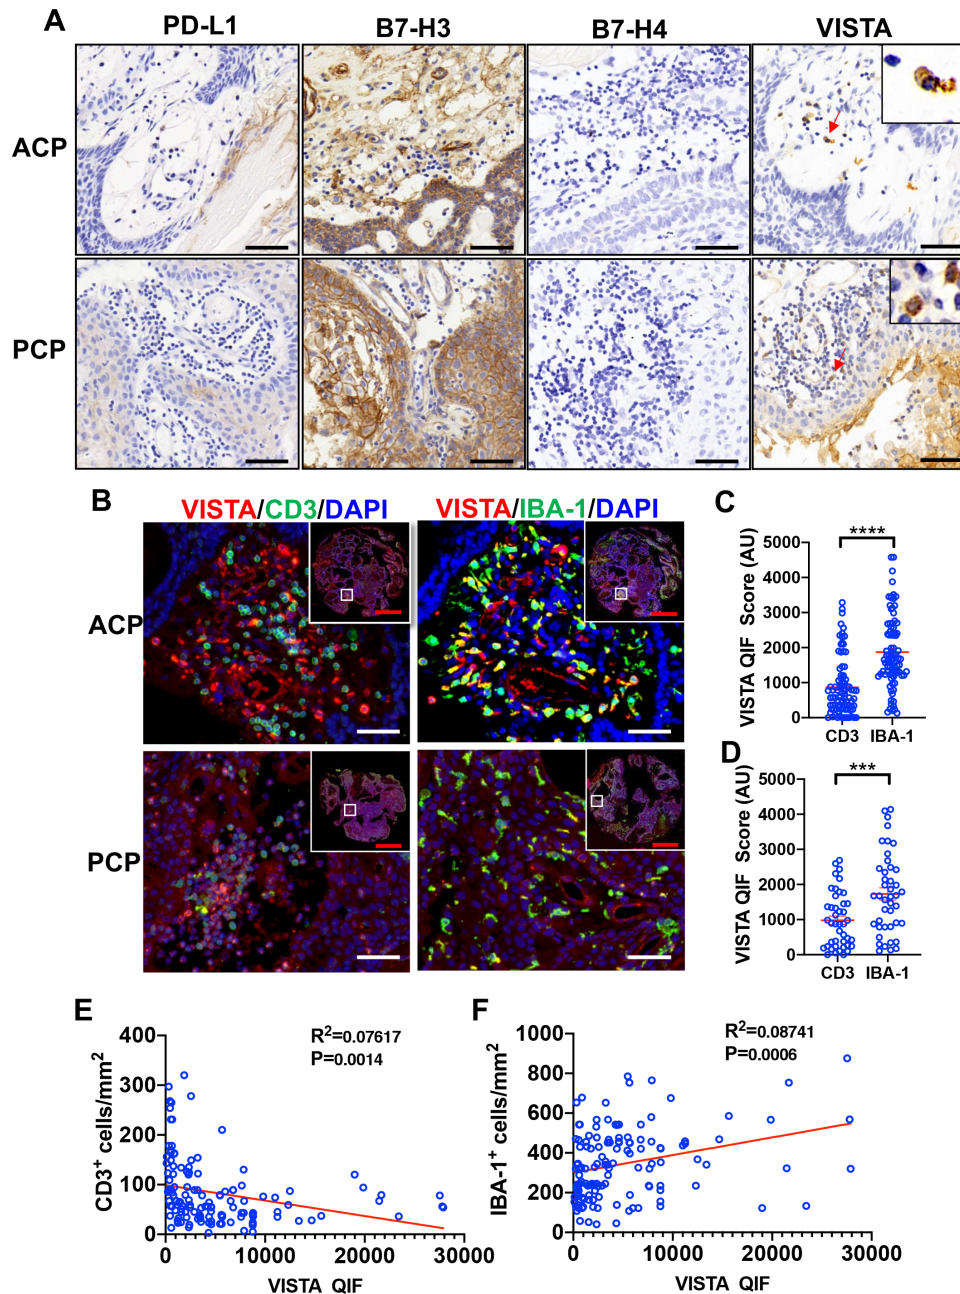 A
PD-L1 B7-H3 B7-H4 VISTA
ACP
PCP
B
VISTA/CD3/DAPI VISTA/IBA-1/DAPI
ACP
PCP
C
****
VISTA QIF Score (AU)
5000
4000
3000
2000
1000
0
CD3 IBA-1
D
***
VISTA QIF Score (AU)
5000
4000
3000
2000
1000
0
CD3 IBA-1
E
R²=0.07617
P=0.0014
CD3⁺ cells/mm²
400
300
200
100
0
0 10000 20000 30000
VISTA QIF
F
R²=0.08741
P=0.0006
IBA-1⁺ cells/mm²
1000
800
600
400
200
0
0 10000 20000 30000
VISTA QIF